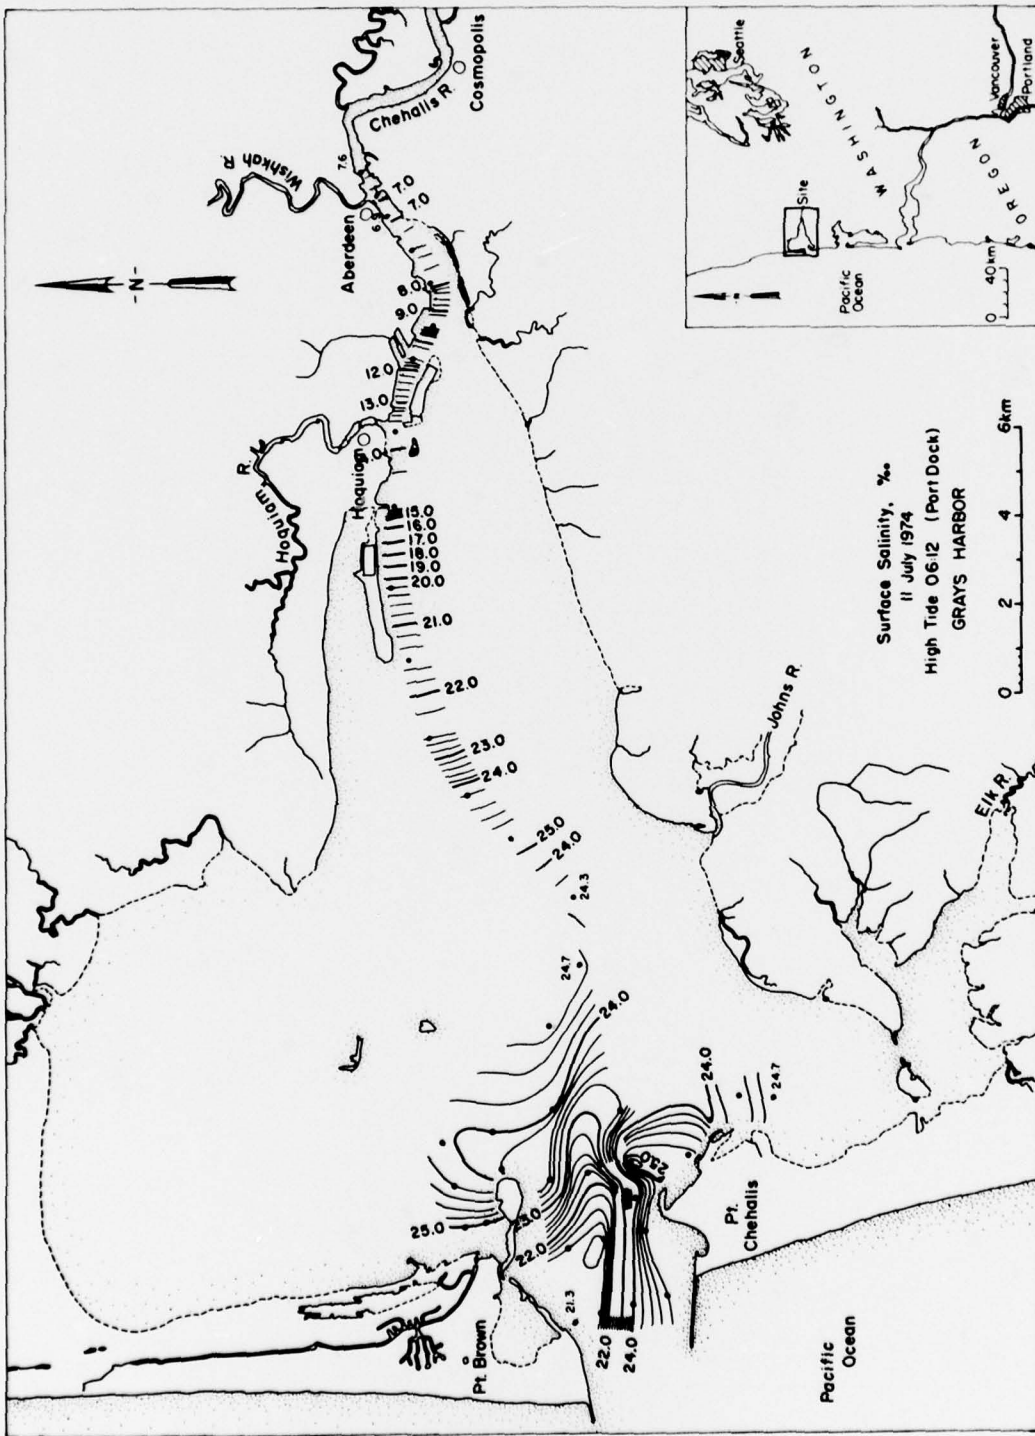 Surface Salinity, ‰
11 July 1974
High Tide 06:12 (Port Dock)
GRAYS HARBOR
0 2 4 6km
N
Wishkah R.
Chehalis R.
Cosmopolis
Aberdeen
Hoquiam R.
Hoquiam
Johns R.
Elk R.
Pt. Brown
Pt. Chehalis
Pacific Ocean
7.6
7.0
7.0
8.0
9.0
12.0
13.0
15.0
16.0
17.0
18.0
19.0
20.0
21.0
22.0
23.0
24.0
25.0
24.0
24.3
24.7
24.0
24.0
24.7
25.0
25.0
23.0
22.0
21.3
22.0
24.0
Seattle
WASHINGTON
Vancouver
Portland
OREGON
Site
Pacific Ocean
0 40km